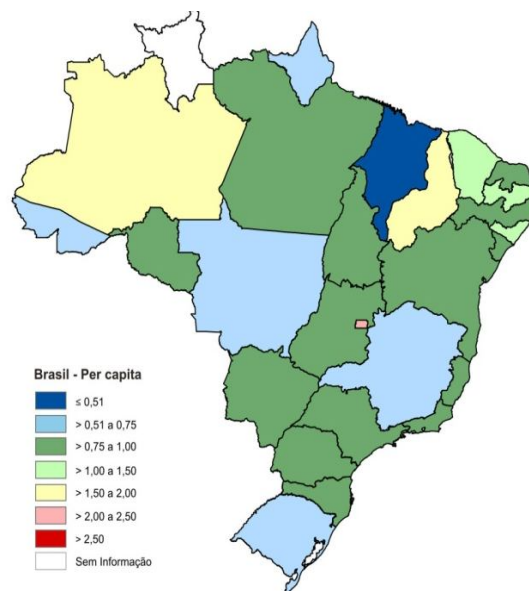 Brasil - Per capita
≤ 0,51
> 0,51 a 0,75
> 0,75 a 1,00
> 1,00 a 1,50
> 1,50 a 2,00
> 2,00 a 2,50
> 2,50
Sem Informação